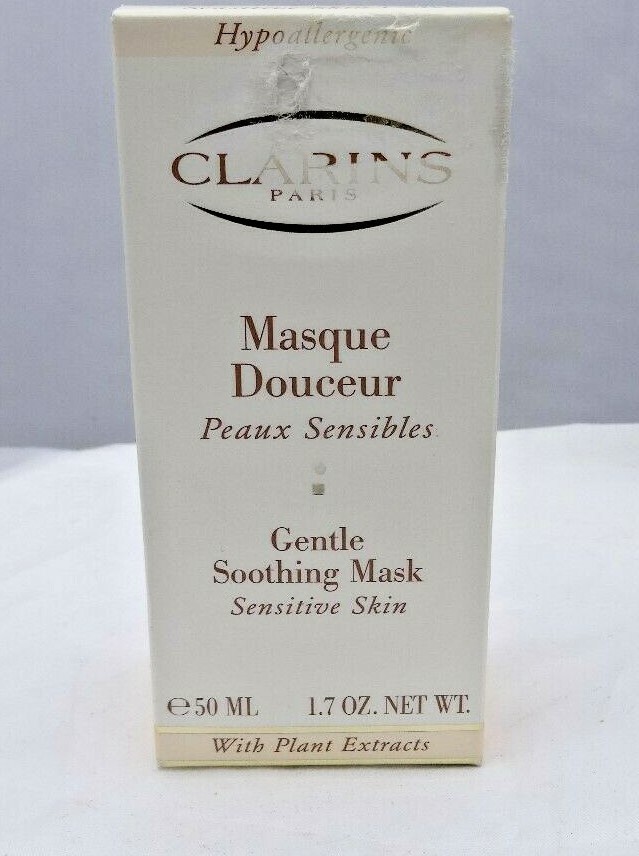 Hypoallergenic
CLARINS
PARIS
Masque
Douceur
Peaux Sensibles
Gentle
Soothing Mask
Sensitive Skin
℮50 ML 1.7 OZ. NET WT.
With Plant Extracts